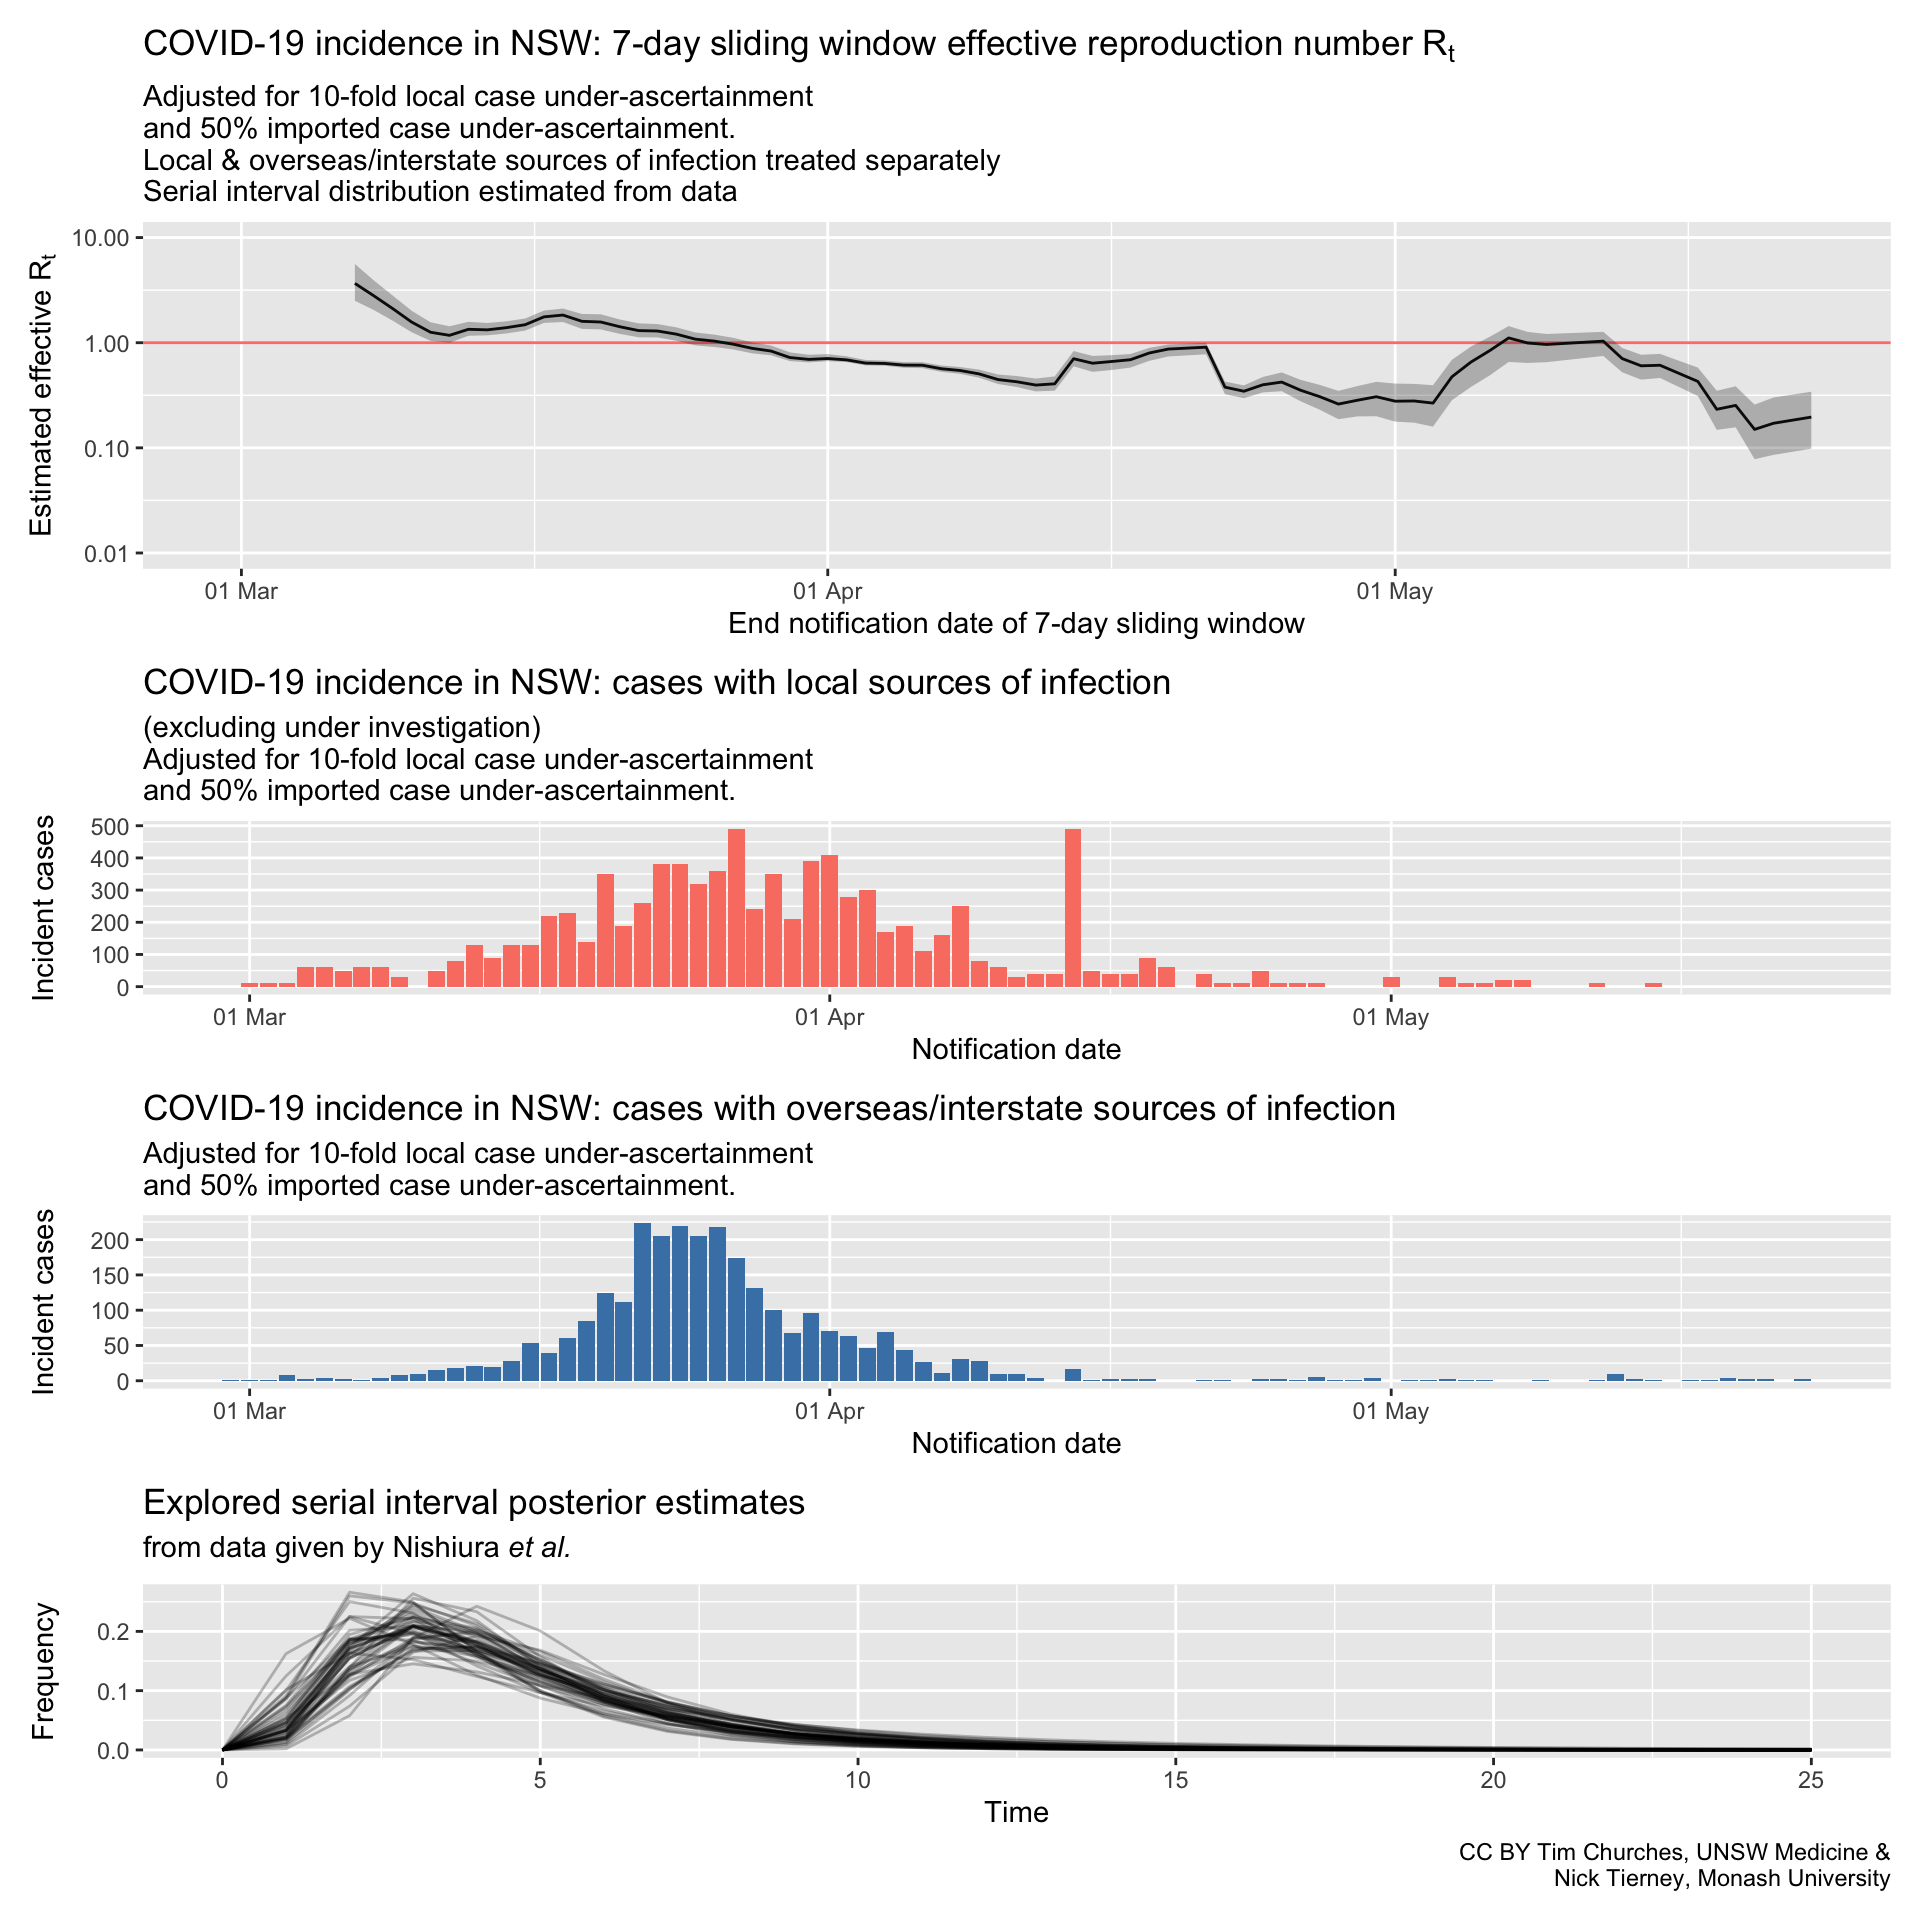 COVID-19 incidence in NSW: 7-day sliding window effective reproduction number Rt
Adjusted for 10-fold local case under-ascertainment
and 50% imported case under-ascertainment.
Local & overseas/interstate sources of infection treated separately
Serial interval distribution estimated from data
Estimated effective Rt
10.00
1.00
0.10
0.01
01 Mar 01 Apr 01 May
End notification date of 7-day sliding window
COVID-19 incidence in NSW: cases with local sources of infection
(excluding under investigation)
Adjusted for 10-fold local case under-ascertainment
and 50% imported case under-ascertainment.
Incident cases
500
400
300
200
100
0
01 Mar 01 Apr 01 May
Notification date
COVID-19 incidence in NSW: cases with overseas/interstate sources of infection
Adjusted for 10-fold local case under-ascertainment
and 50% imported case under-ascertainment.
Incident cases
200
150
100
50
0
01 Mar 01 Apr 01 May
Notification date
Explored serial interval posterior estimates
from data given by Nishiura et al.
Frequency
0.2
0.1
0.0
0 5 10 15 20 25
Time
CC BY Tim Churches, UNSW Medicine &
Nick Tierney, Monash University